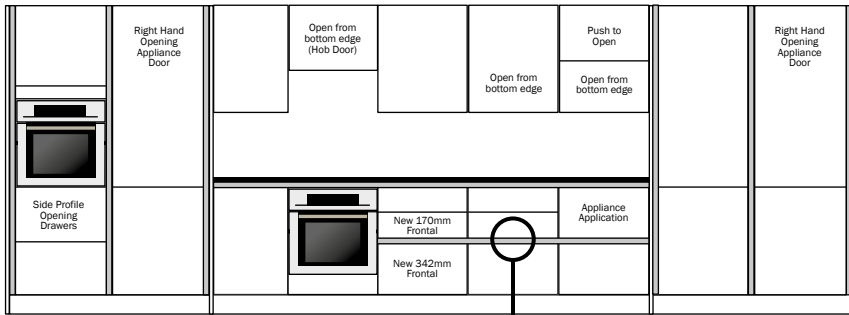 Right Hand
Opening
Appliance
Door
Open from
bottom edge
(Hob Door)
Open from
bottom edge
Push to
Open
Open from
bottom edge
Right Hand
Opening
Appliance
Door
Side Profile
Opening
Drawers
New 170mm
Frontal
New 342mm
Frontal
Appliance
Application